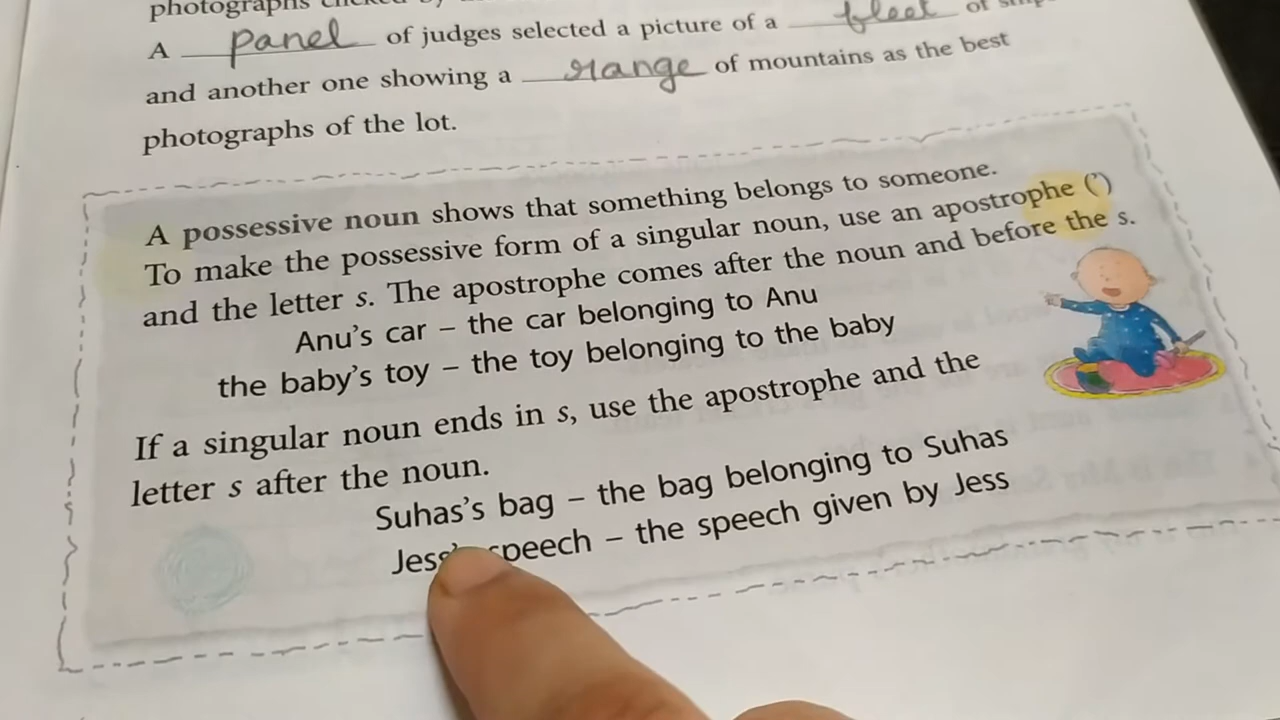 photographs clicked by
A panel of judges selected a picture of a fleet of ships
and another one showing a range of mountains as the best
photographs of the lot.
A possessive noun shows that something belongs to someone.
To make the possessive form of a singular noun, use an apostrophe (’)
and the letter s. The apostrophe comes after the noun and before the s.
Anu’s car – the car belonging to Anu
the baby’s toy – the toy belonging to the baby
If a singular noun ends in s, use the apostrophe and the
letter s after the noun.
Suhas’s bag – the bag belonging to Suhas
speech – the speech given by Jess